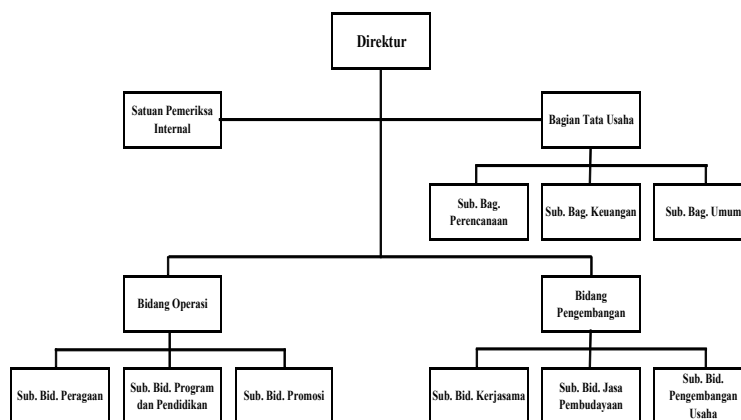 Direktur
Satuan Pemeriksa
Internal
Bagian Tata Usaha
Sub. Bag.
Perencanaan
Sub. Bag. Keuangan
Sub. Bag. Umum
Bidang Operasi
Bidang
Pengembangan
Sub. Bid. Peragaan
Sub. Bid. Program
dan Pendidikan
Sub. Bid. Promosi
Sub. Bid. Kerjasama
Sub. Bid. Jasa
Pembudayaan
Sub. Bid.
Pengembangan
Usaha